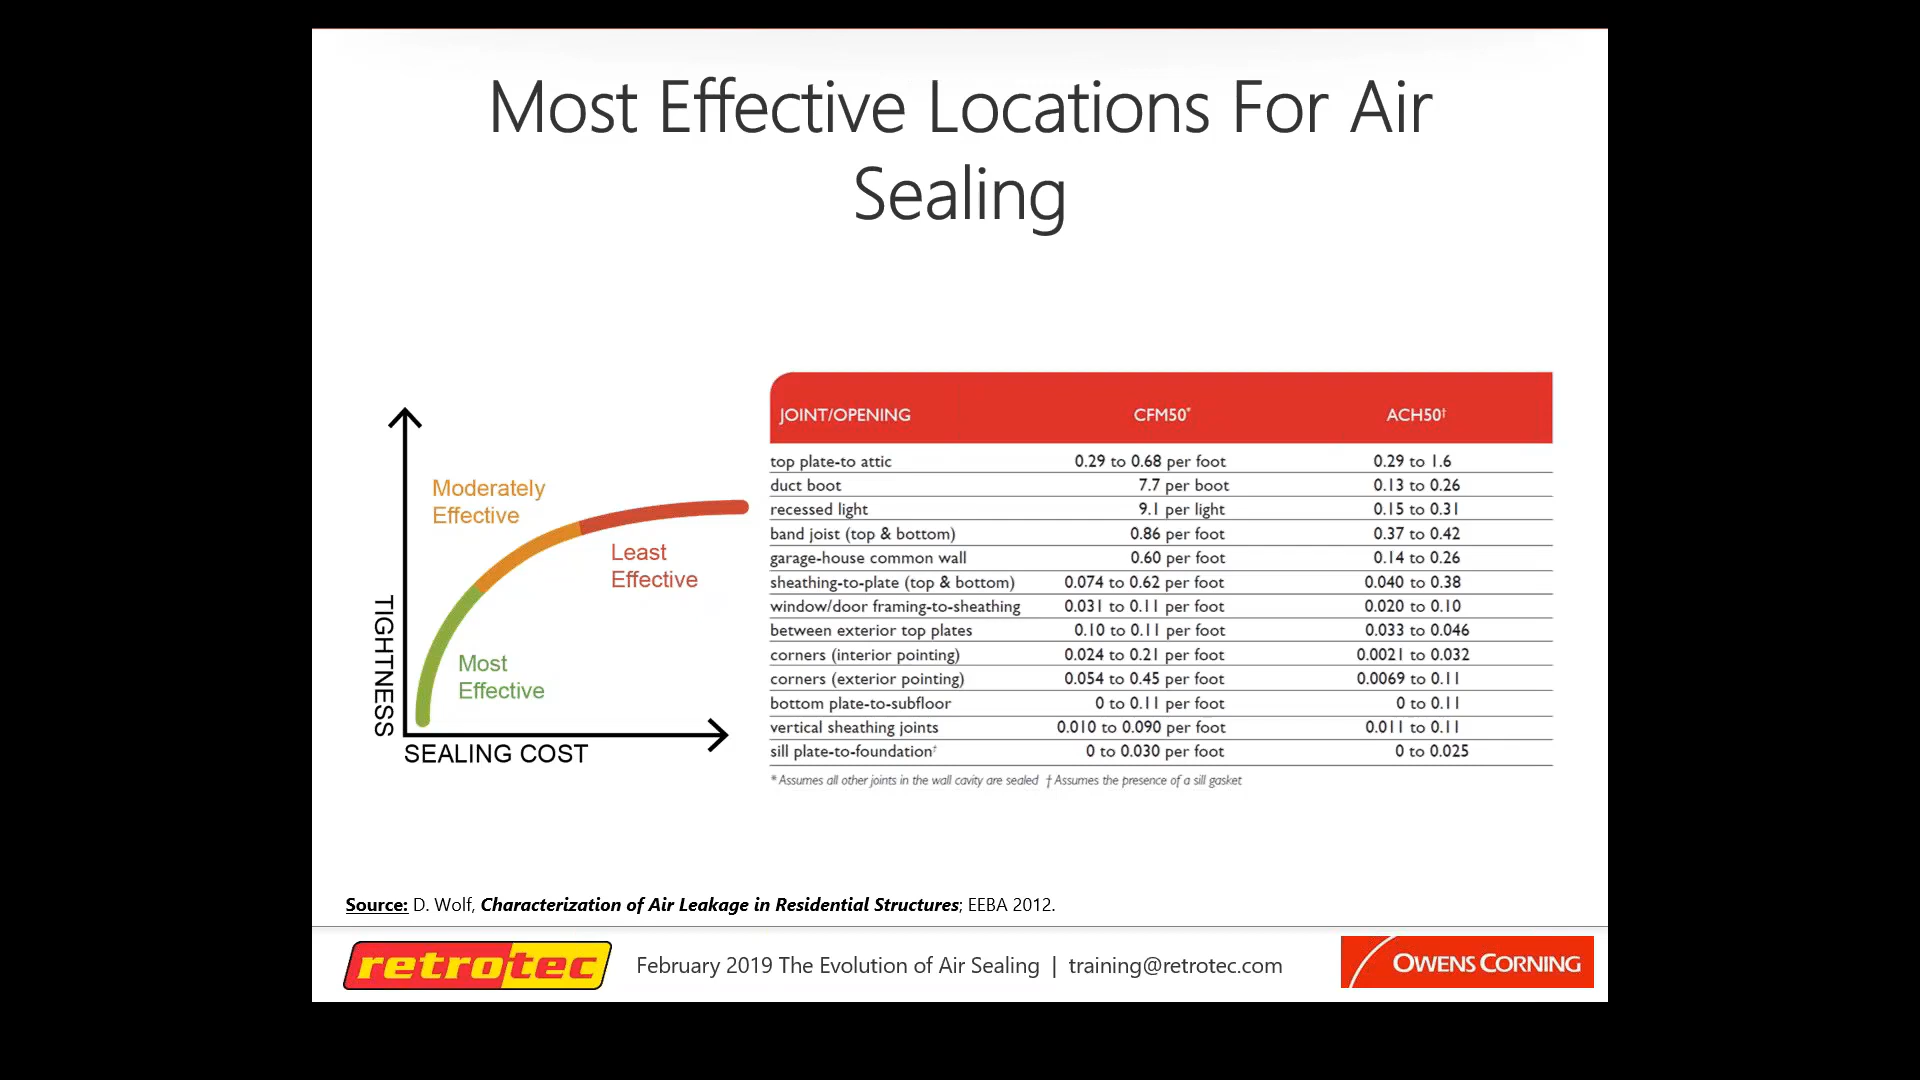 Most Effective Locations For Air
Sealing
TIGHTNESS
Moderately
Effective
Least
Effective
Most
Effective
SEALING COST
JOINT/OPENING CFM50* ACH50†
top plate-to attic 0.29 to 0.68 per foot 0.29 to 1.6
duct boot 7.7 per boot 0.13 to 0.26
recessed light 9.1 per light 0.15 to 0.31
band joist (top & bottom) 0.86 per foot 0.37 to 0.42
garage-house common wall 0.60 per foot 0.14 to 0.26
sheathing-to-plate (top & bottom) 0.074 to 0.62 per foot 0.040 to 0.38
window/door framing-to-sheathing 0.031 to 0.11 per foot 0.020 to 0.10
between exterior top plates 0.10 to 0.11 per foot 0.033 to 0.046
corners (interior pointing) 0.024 to 0.21 per foot 0.0021 to 0.032
corners (exterior pointing) 0.054 to 0.45 per foot 0.0069 to 0.11
bottom plate-to-subfloor 0 to 0.11 per foot 0 to 0.11
vertical sheathing joints 0.010 to 0.090 per foot 0.011 to 0.11
sill plate-to-foundation‡ 0 to 0.030 per foot 0 to 0.025
* Assumes all other joints in the wall cavity are sealed † Assumes the presence of a sill gasket
Source: D. Wolf, Characterization of Air Leakage in Residential Structures; EEBA 2012.
retrotec February 2019 The Evolution of Air Sealing | training@retrotec.com OWENS CORNING